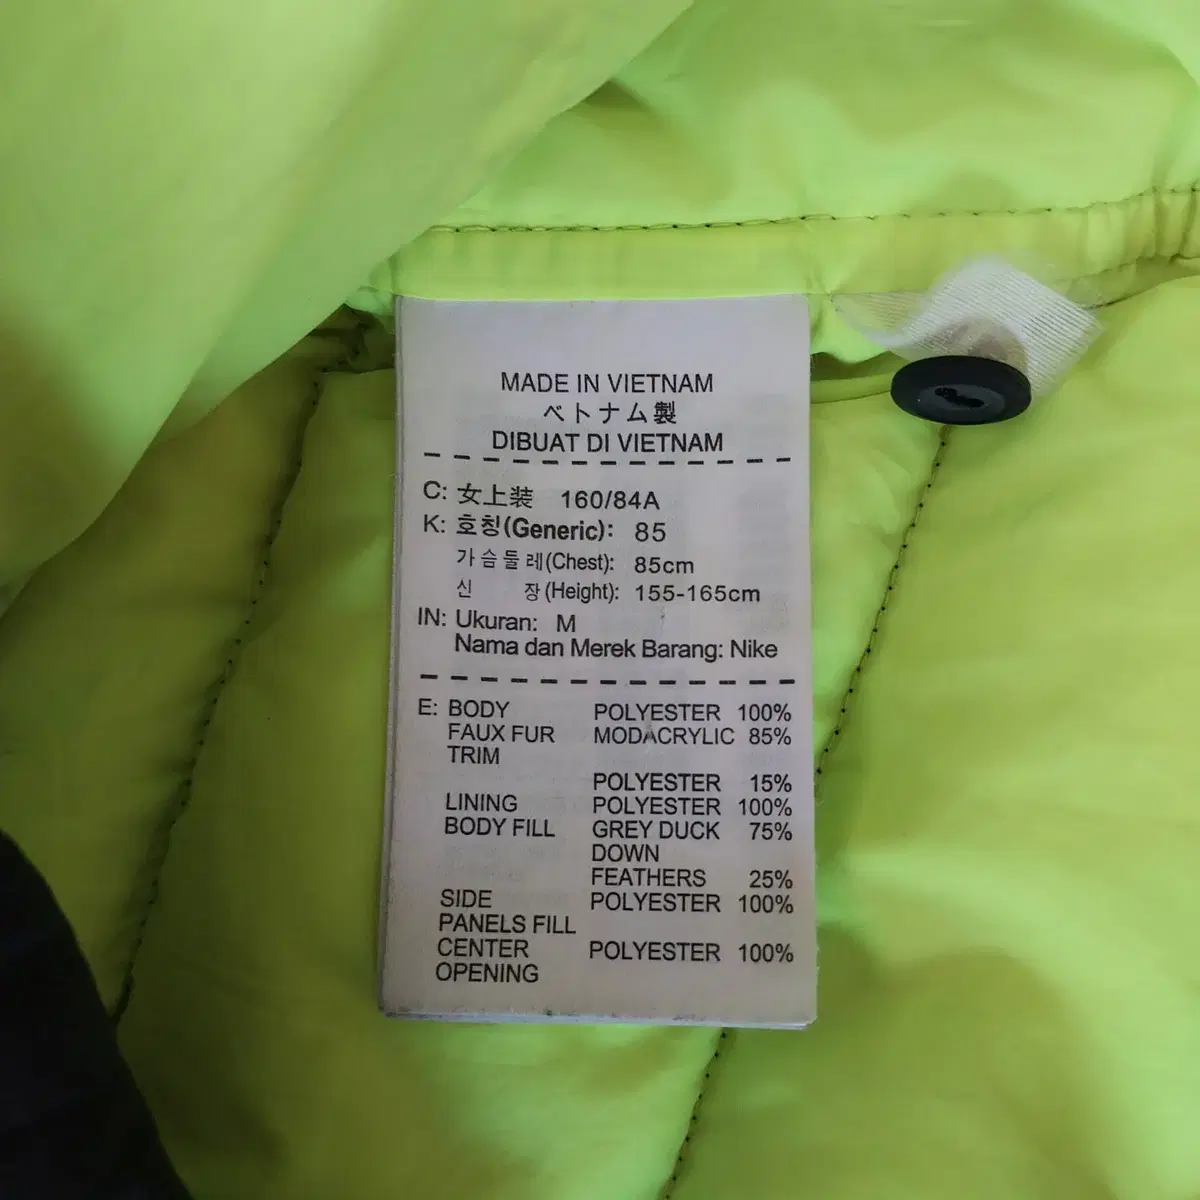 MADE IN VIETNAM
ベトナム製
DIBUAT DI VIETNAM
C: 女上装 160/84A
K: 호칭(Generic): 85
가슴둘레(Chest): 85cm
신 장(Height): 155-165cm
IN: Ukuran: M
Nama dan Merek Barang: Nike
E: BODY POLYESTER 100%
FAUX FUR MODACRYLIC 85%
TRIM
POLYESTER 15%
LINING POLYESTER 100%
BODY FILL GREY DUCK 75%
DOWN
FEATHERS 25%
SIDE POLYESTER 100%
PANELS FILL
CENTER POLYESTER 100%
OPENING